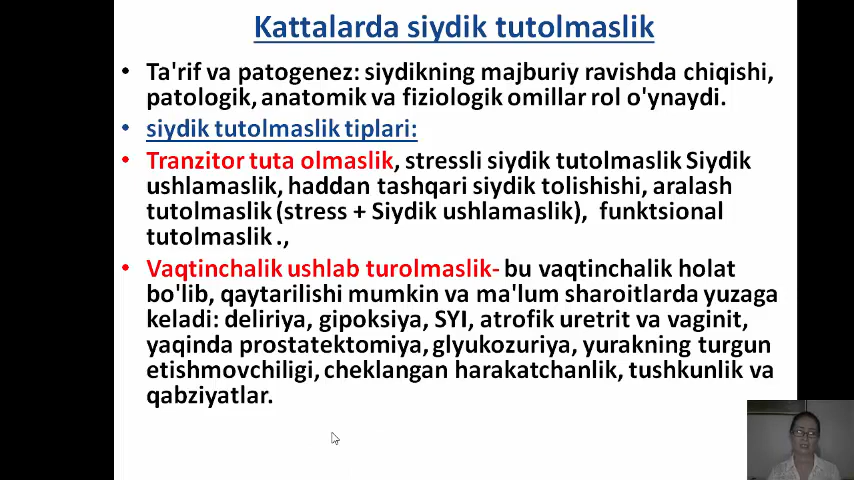 Kattalarda siydik tutolmaslik
• Ta'rif va patogenez: siydikning majburiy ravishda chiqishi,
patologik, anatomik va fiziologik omillar rol o'ynaydi.
• siydik tutolmaslik tiplari:
• Tranzitor tuta olmaslik, stressli siydik tutolmaslik Siydik
ushlamaslik, haddan tashqari siydik tolishishi, aralash
tutolmaslik (stress + Siydik ushlamaslik), funktsional
tutolmaslik .,
• Vaqtinchalik ushlab turolmaslik- bu vaqtinchalik holat
bo'lib, qaytarilishi mumkin va ma'lum sharoitlarda yuzaga
keladi: deliriya, gipoksiya, SYI, atrofik uretrit va vaginit,
yaqinda prostatektomiya, glyukozuriya, yurakning turgun
etishmovchiligi, cheklangan harakatchanlik, tushkunlik va
qabziyatlar.